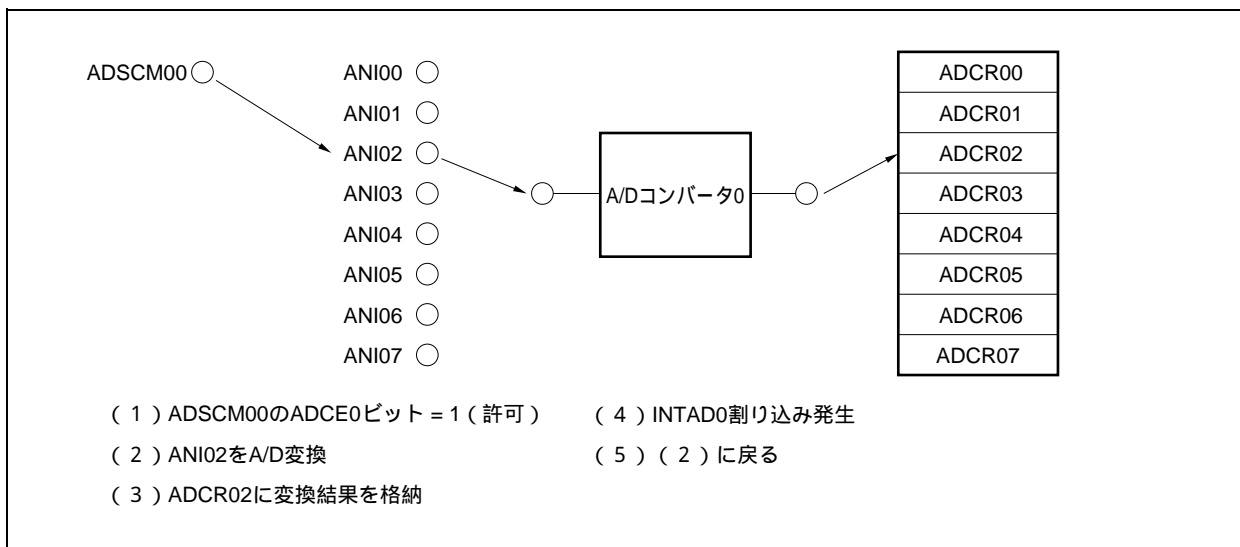 ADSCM00
ANI00
ANI01
ANI02
ANI03
ANI04
ANI05
ANI06
ANI07
A/Dコンバータ0
ADCR00
ADCR01
ADCR02
ADCR03
ADCR04
ADCR05
ADCR06
ADCR07
(1)ADSCM00のADCE0ビット = 1(許可)
(2)ANI02をA/D変換
(3)ADCR02に変換結果を格納
(4)INTAD0割り込み発生
(5)(2)に戻る